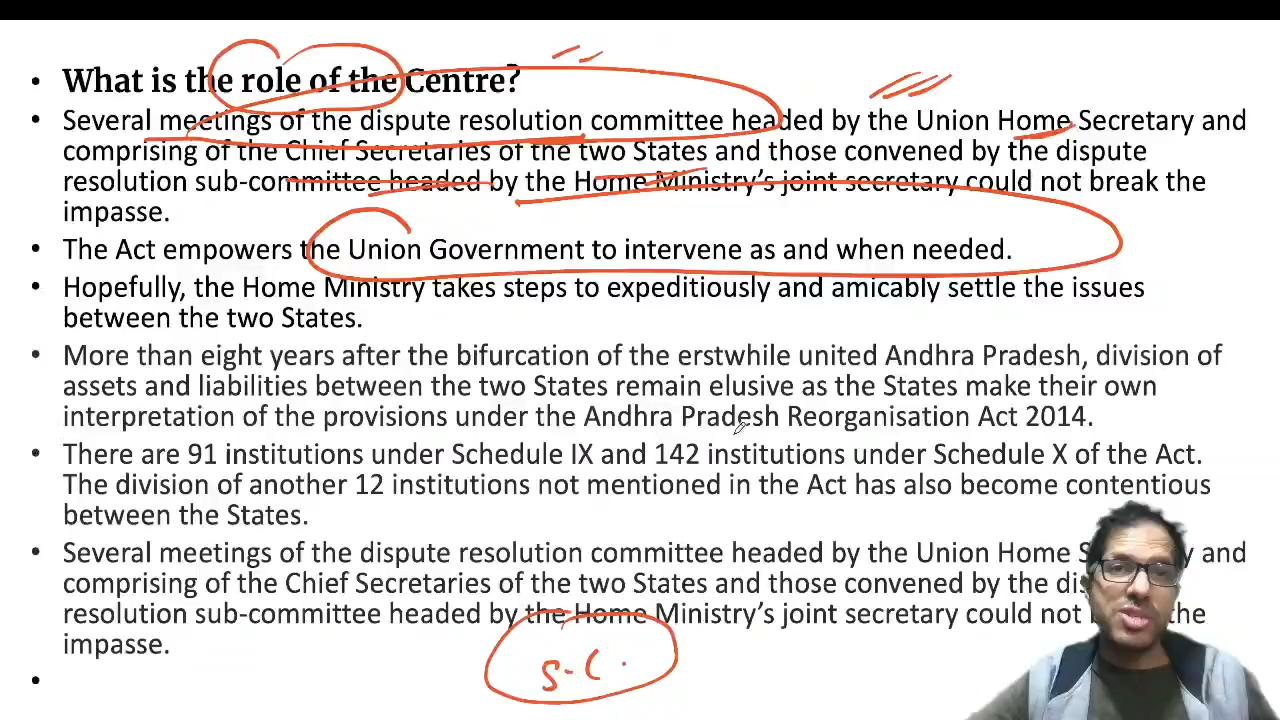 • What is the role of the Centre?
• Several meetings of the dispute resolution committee headed by the Union Home Secretary and
comprising of the Chief Secretaries of the two States and those convened by the dispute
resolution sub-committee headed by the Home Ministry's joint secretary could not break the
impasse.
• The Act empowers the Union Government to intervene as and when needed.
• Hopefully, the Home Ministry takes steps to expeditiously and amicably settle the issues
between the two States.
• More than eight years after the bifurcation of the erstwhile united Andhra Pradesh, division of
assets and liabilities between the two States remain elusive as the States make their own
interpretation of the provisions under the Andhra Pradesh Reorganisation Act 2014.
• There are 91 institutions under Schedule IX and 142 institutions under Schedule X of the Act.
The division of another 12 institutions not mentioned in the Act has also become contentious
between the States.
• Several meetings of the dispute resolution committee headed by the Union Home and
comprising of the Chief Secretaries of the two States and those convened by the
resolution sub-committee headed by the Home Ministry's joint secretary could not the
impasse.
S-C.
•